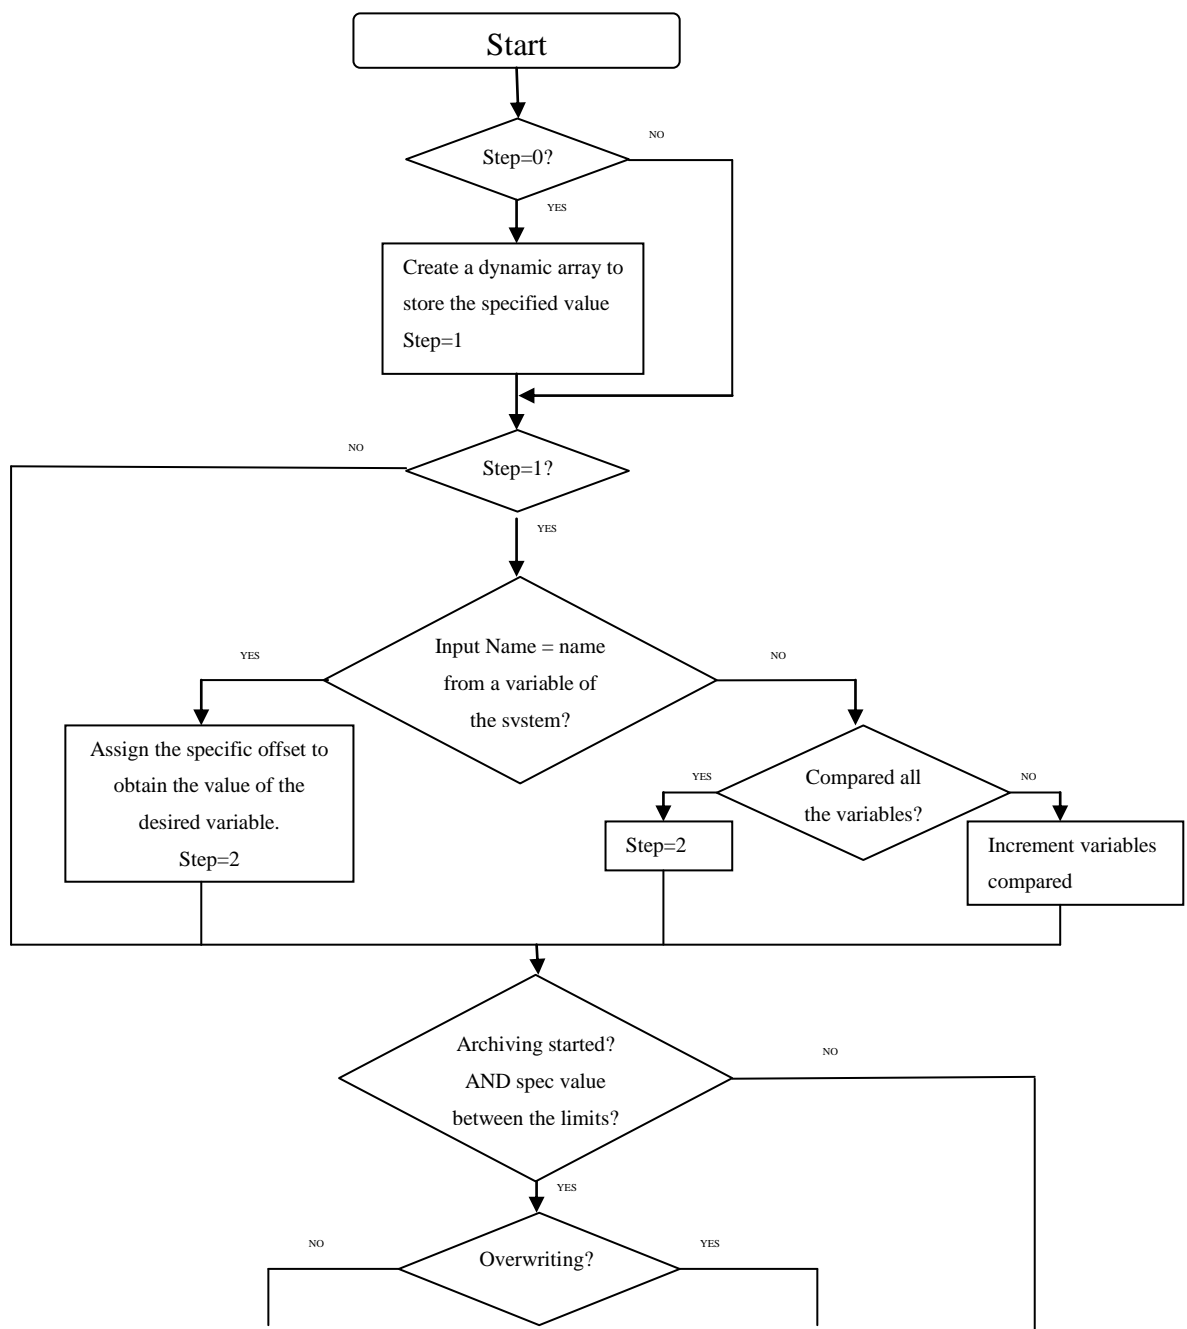 Start
NO
Step=0?
YES
Create a dynamic array to
store the specified value
Step=1
NO
Step=1?
YES
Input Name = name
from a variable of
the system?
YES
NO
Assign the specific offset to
obtain the value of the
desired variable.
Step=2
Compared all
the variables?
YES
NO
Step=2
Increment variables
compared
Archiving started?
AND spec value
between the limits?
NO
YES
Overwriting?
NO
YES